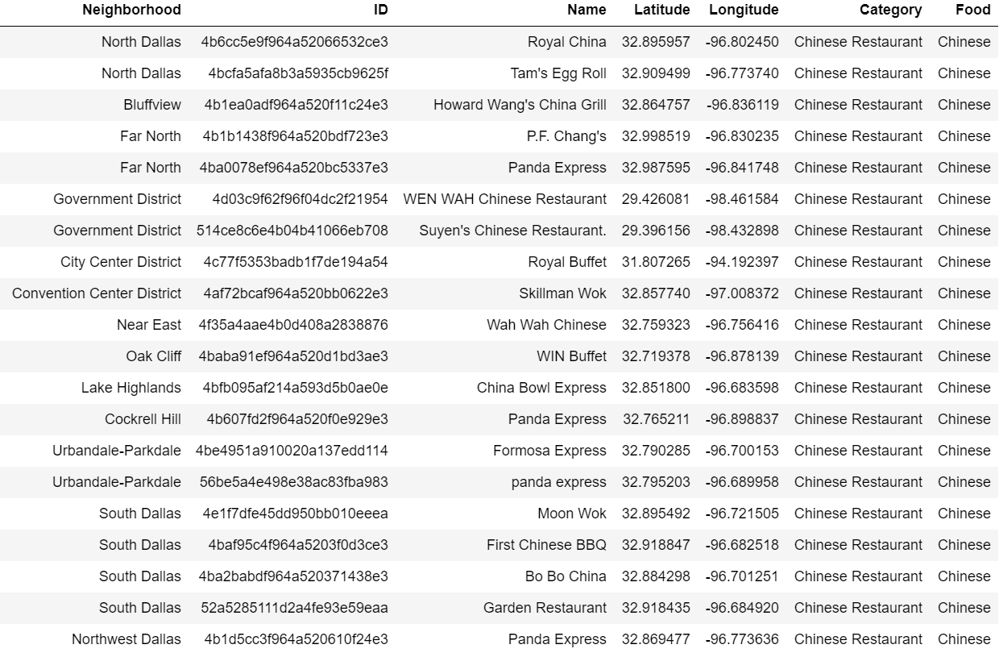 Neighborhood ID Name Latitude Longitude Category Food
North Dallas 4b6cc5e9f964a52066532ce3 Royal China 32.895957 -96.802450 Chinese Restaurant Chinese
North Dallas 4bcfa5afa8b3a5935cb9625f Tam's Egg Roll 32.909499 -96.773740 Chinese Restaurant Chinese
Bluffview 4b1ea0adf964a520f11c24e3 Howard Wang's China Grill 32.864757 -96.836119 Chinese Restaurant Chinese
Far North 4b1b1438f964a520bdf723e3 P.F. Chang's 32.998519 -96.830235 Chinese Restaurant Chinese
Far North 4ba0078ef964a520bc5337e3 Panda Express 32.987595 -96.841748 Chinese Restaurant Chinese
Government District 4d03c9f62f96f04dc2f21954 WEN WAH Chinese Restaurant 29.426081 -98.461584 Chinese Restaurant Chinese
Government District 514ce8c6e4b04b41066eb708 Suyen's Chinese Restaurant. 29.396156 -98.432898 Chinese Restaurant Chinese
City Center District 4c77f5353badb1f7de194a54 Royal Buffet 31.807265 -94.192397 Chinese Restaurant Chinese
Convention Center District 4af72bcaf964a520bb0622e3 Skillman Wok 32.857740 -97.008372 Chinese Restaurant Chinese
Near East 4f35a4aae4b0d408a2838876 Wah Wah Chinese 32.759323 -96.756416 Chinese Restaurant Chinese
Oak Cliff 4baba91ef964a520d1bd3ae3 WIN Buffet 32.719378 -96.878139 Chinese Restaurant Chinese
Lake Highlands 4bfb095af214a593d5b0ae0e China Bowl Express 32.851800 -96.683598 Chinese Restaurant Chinese
Cockrell Hill 4b607fd2f964a520f0e929e3 Panda Express 32.765211 -96.898837 Chinese Restaurant Chinese
Urbandale-Parkdale 4be4951a910020a137edd114 Formosa Express 32.790285 -96.700153 Chinese Restaurant Chinese
Urbandale-Parkdale 56be5a4e498e38ac83fba983 panda express 32.795203 -96.689958 Chinese Restaurant Chinese
South Dallas 4e1f7dfe45dd950bb010eeea Moon Wok 32.895492 -96.721505 Chinese Restaurant Chinese
South Dallas 4baf95c4f964a5203f0d3ce3 First Chinese BBQ 32.918847 -96.682518 Chinese Restaurant Chinese
South Dallas 4ba2babdf964a520371438e3 Bo Bo China 32.884298 -96.701251 Chinese Restaurant Chinese
South Dallas 52a5285111d2a4fe93e59eaa Garden Restaurant 32.918435 -96.684920 Chinese Restaurant Chinese
Northwest Dallas 4b1d5cc3f964a520610f24e3 Panda Express 32.869477 -96.773636 Chinese Restaurant Chinese